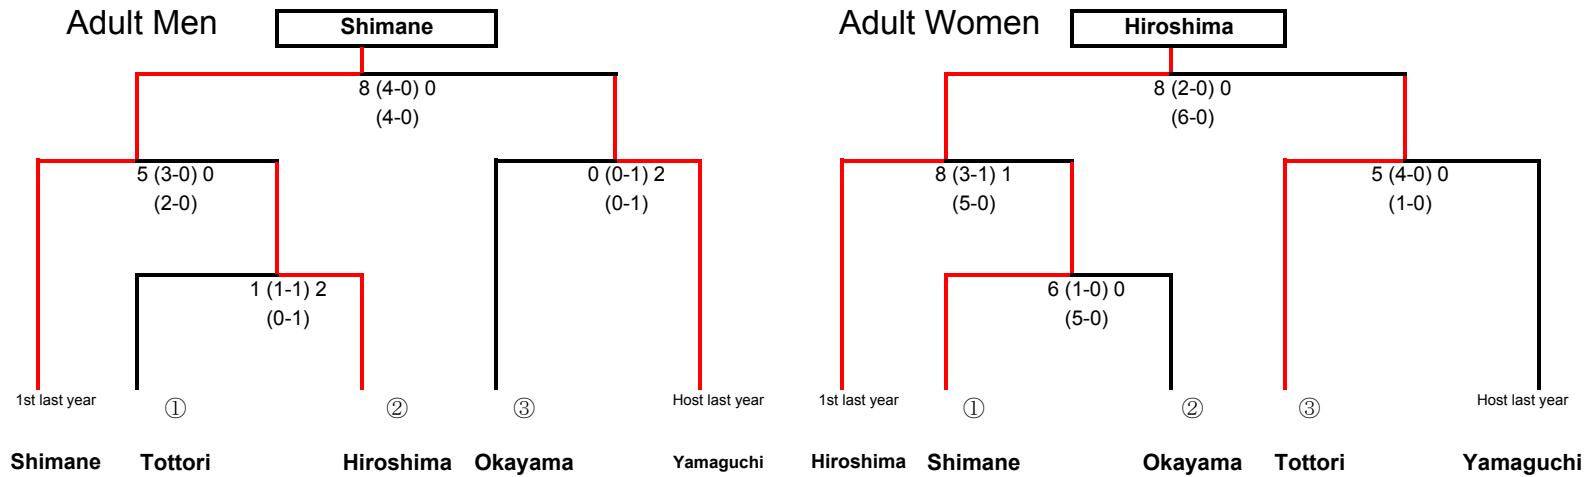 Adult Men
Shimane
8 (4-0) 0
(4-0)
5 (3-0) 0
(2-0)
0 (0-1) 2
(0-1)
1 (1-1) 2
(0-1)
1st last year
①
②
③
Host last year
Shimane
Tottori
Hiroshima
Okayama
Yamaguchi
Adult Women
Hiroshima
8 (2-0) 0
(6-0)
8 (3-1) 1
(5-0)
5 (4-0) 0
(1-0)
6 (1-0) 0
(5-0)
1st last year
①
②
③
Host last year
Hiroshima
Shimane
Okayama
Tottori
Yamaguchi